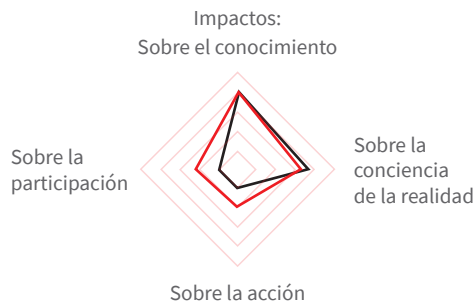 Impactos:
Sobre el conocimiento
Sobre la
participación
Sobre la
conciencia
de la realidad
Sobre la acción